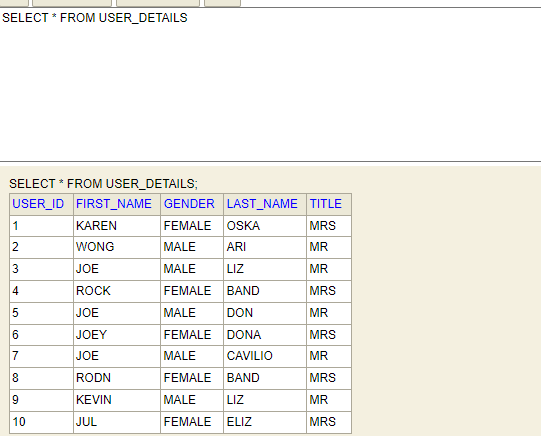 SELECT * FROM USER_DETAILS
SELECT * FROM USER_DETAILS;
USER_ID FIRST_NAME GENDER LAST_NAME TITLE
1 KAREN FEMALE OSKA MRS
2 WONG MALE ARI MR
3 JOE MALE LIZ MR
4 ROCK FEMALE BAND MRS
5 JOE MALE DON MR
6 JOEY FEMALE DONA MRS
7 JOE MALE CAVILIO MR
8 RODN FEMALE BAND MRS
9 KEVIN MALE LIZ MR
10 JUL FEMALE ELIZ MRS